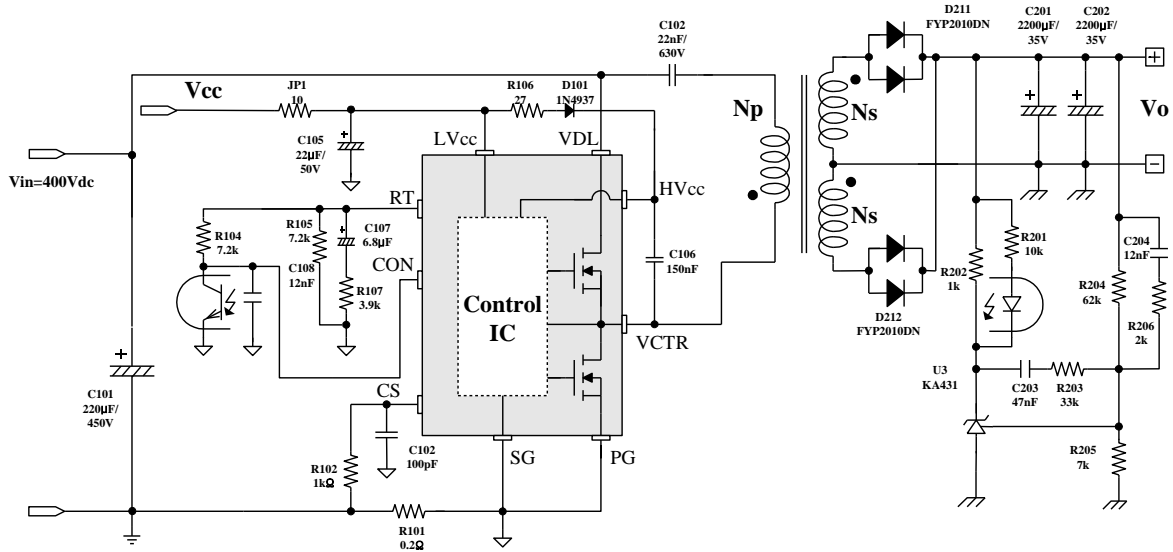 D211
FYP2010DN
C201
2200µF/
35V
C202
2200µF/
35V
C102
22nF/
630V
Vcc
JP1
10
R106
27
D101
1N4937
Np
Ns
Vo
C105
22µF/
50V
LVcc
VDL
Vin=400Vdc
HVcc
RT
Ns
R104
7.2k
R105
7.2k
C107
6.8µF
C108
12nF
CON
R107
3.9k
C106
150nF
Control
IC
VCTR
R201
10k
R202
1k
C204
12nF
R204
62k
R206
2k
D212
FYP2010DN
U3
KA431
C203
47nF
R203
33k
C101
220µF/
450V
CS
C102
100pF
SG
PG
R102
1kΩ
R205
7k
R101
0.2Ω